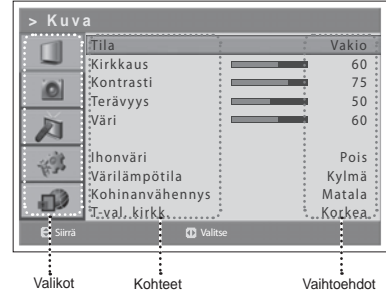 > Kuva
Tila Vakio
Kirkkaus 60
Kontrasti 75
Terävyys 50
Väri 60
Ihonväri Pois
Värilämpötila Kylmä
Kohinanvähennys Matala
T-val. kirkk. Korkea
Siirrä Valitse
Valikot Kohteet Vaihtoehdot